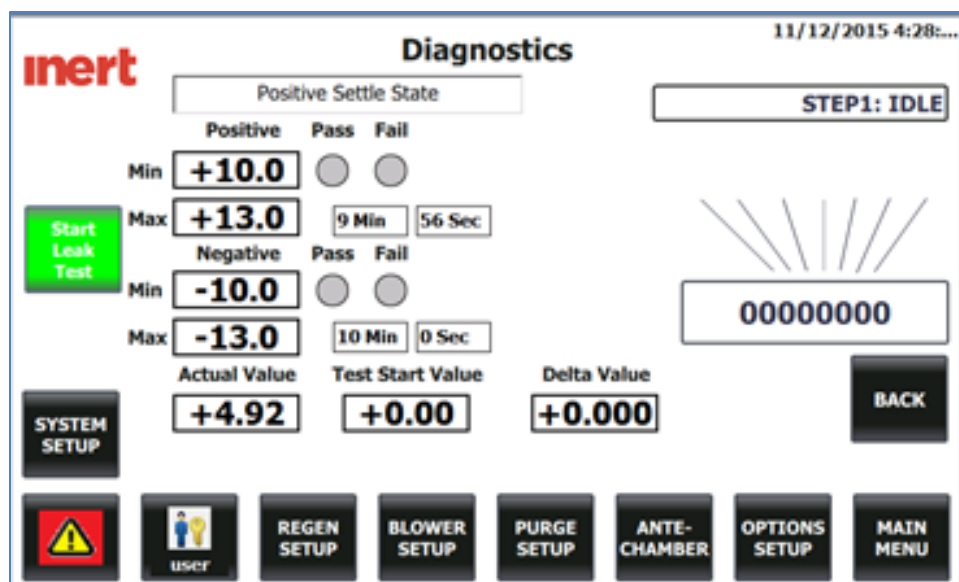 11/12/2015 4:28:...
inert
Diagnostics
Positive Settle State
STEP1: IDLE
Positive Pass Fail
Min +10.0
Max +13.0 9 Min 56 Sec
Start
Leak
Test
Negative Pass Fail
Min -10.0
Max -13.0 10 Min 0 Sec
00000000
Actual Value Test Start Value Delta Value
+4.92 +0.00 +0.000
BACK
SYSTEM
SETUP
user
REGEN
SETUP
BLOWER
SETUP
PURGE
SETUP
ANTE-
CHAMBER
OPTIONS
SETUP
MAIN
MENU